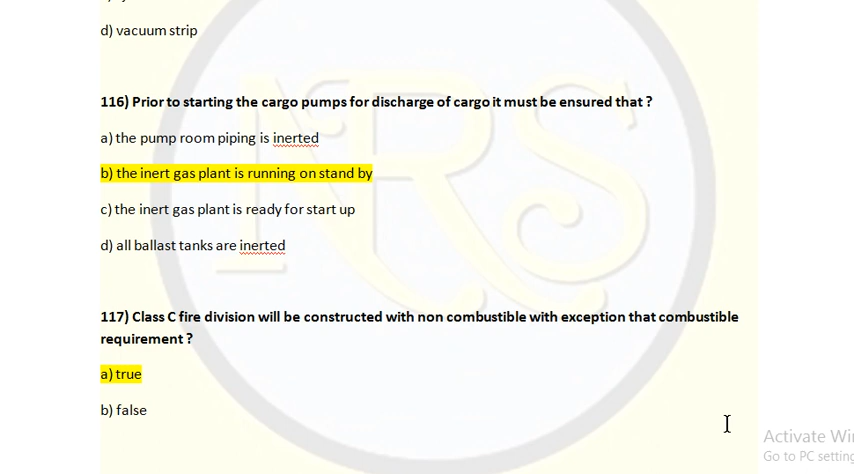 d) vacuum strip
116) Prior to starting the cargo pumps for discharge of cargo it must be ensured that ?
a) the pump room piping is inerted
b) the inert gas plant is running on stand by
c) the inert gas plant is ready for start up
d) all ballast tanks are inerted
117) Class C fire division will be constructed with non combustible with exception that combustible
requirement ?
a) true
b) false
IRS
Activate Wi
Go to PC setting